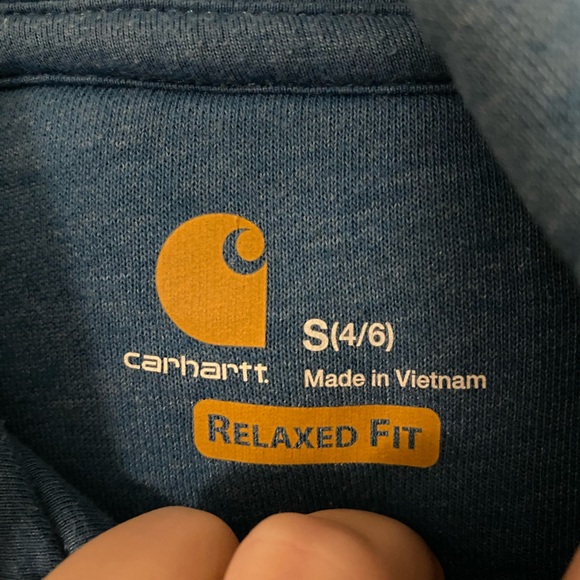 carhartt.
S(4/6)
Made in Vietnam
RELAXED FIT